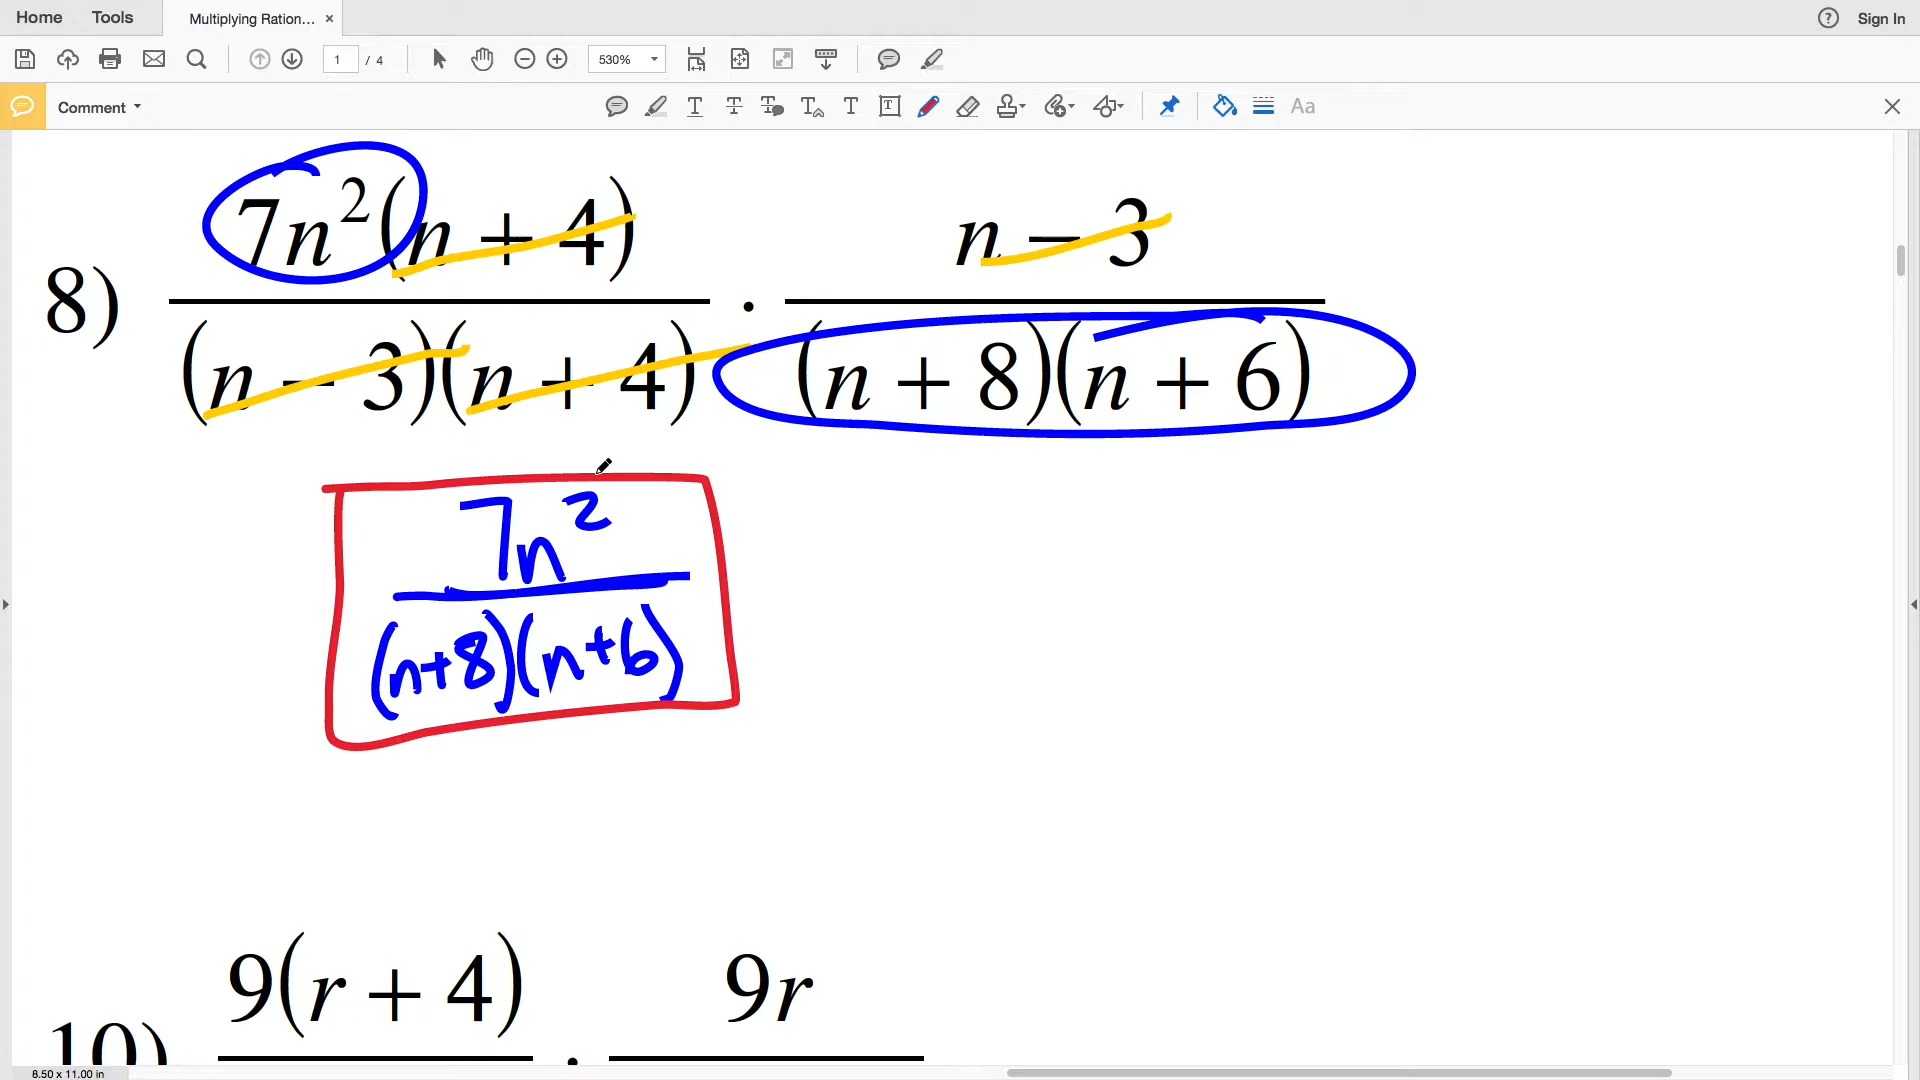 Home Tools Multiplying Ration... × ? Sign In
1 / 4 530%
Comment T T T T T T Aa
8) 7n²(n + 4) / (n − 3)(n + 4) · n − 3 / (n + 8)(n + 6)
7n²
(n+8)(n+6)
10) 9(r + 4) · 9r
8.50 x 11.00 in